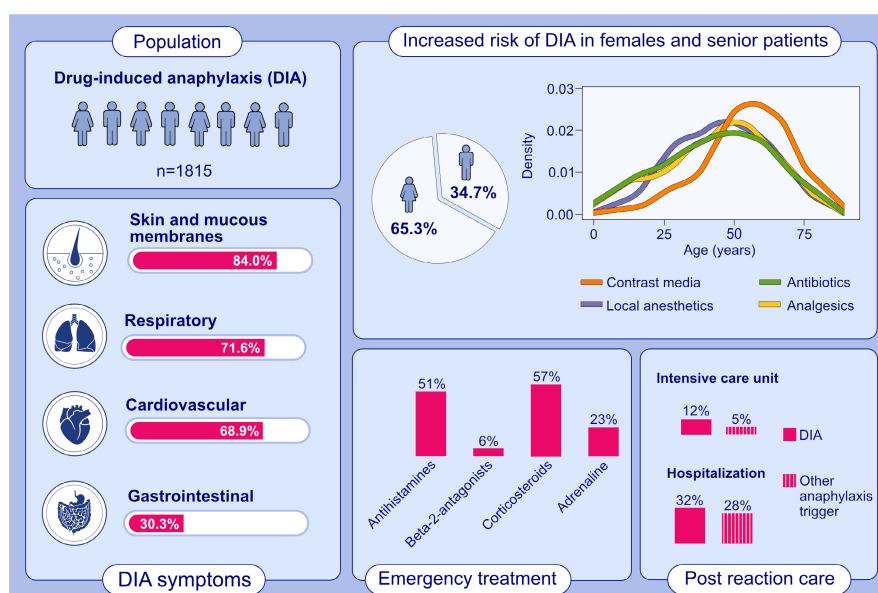 Population
Drug-induced anaphylaxis (DIA)
n=1815
Skin and mucous
membranes
84.0%
Respiratory
71.6%
Cardiovascular
68.9%
Gastrointestinal
30.3%
DIA symptoms
Increased risk of DIA in females and senior patients
34.7%
65.3%
Density
0.03
0.02
0.01
0.00
0
25
50
75
Age (years)
Contrast media
Antibiotics
Local anesthetics
Analgesics
51%
6%
57%
23%
Antihistamines
Beta-2-antagonists
Corticosteroids
Adrenaline
Emergency treatment
Intensive care unit
12%
5%
DIA
Hospitalization
Other
anaphylaxis
trigger
32%
28%
Post reaction care